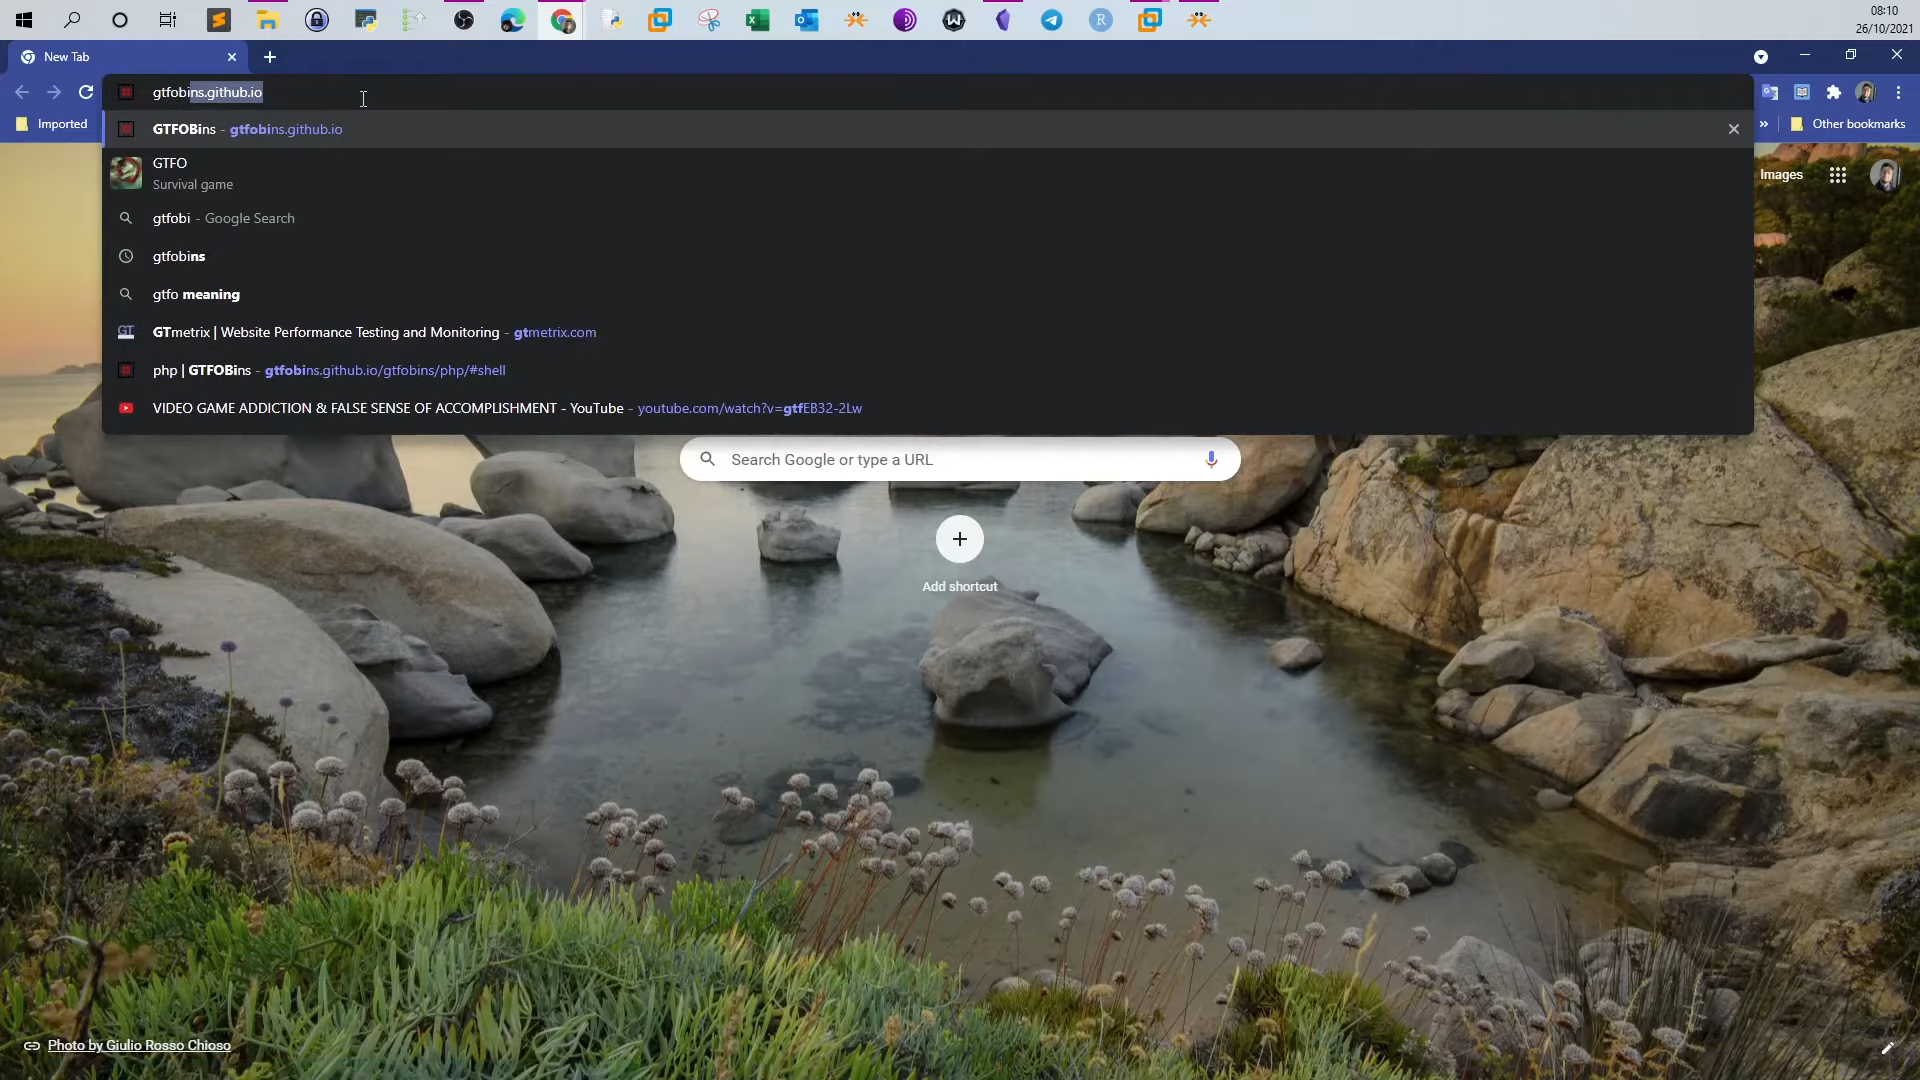 08:10
26/10/2021
New Tab
gtfobins.github.io
Imported
Other bookmarks
GTFOBins - gtfobins.github.io
GTFO
Survival game
gtfobi - Google Search
gtfobins
gtfo meaning
GT GTmetrix | Website Performance Testing and Monitoring - gtmetrix.com
php | GTFOBins - gtfobins.github.io/gtfobins/php/#shell
VIDEO GAME ADDICTION & FALSE SENSE OF ACCOMPLISHMENT - YouTube - youtube.com/watch?v=gtfEB32-2Lw
Images
Search Google or type a URL
Add shortcut
Photo by Giulio Rosso Chioso